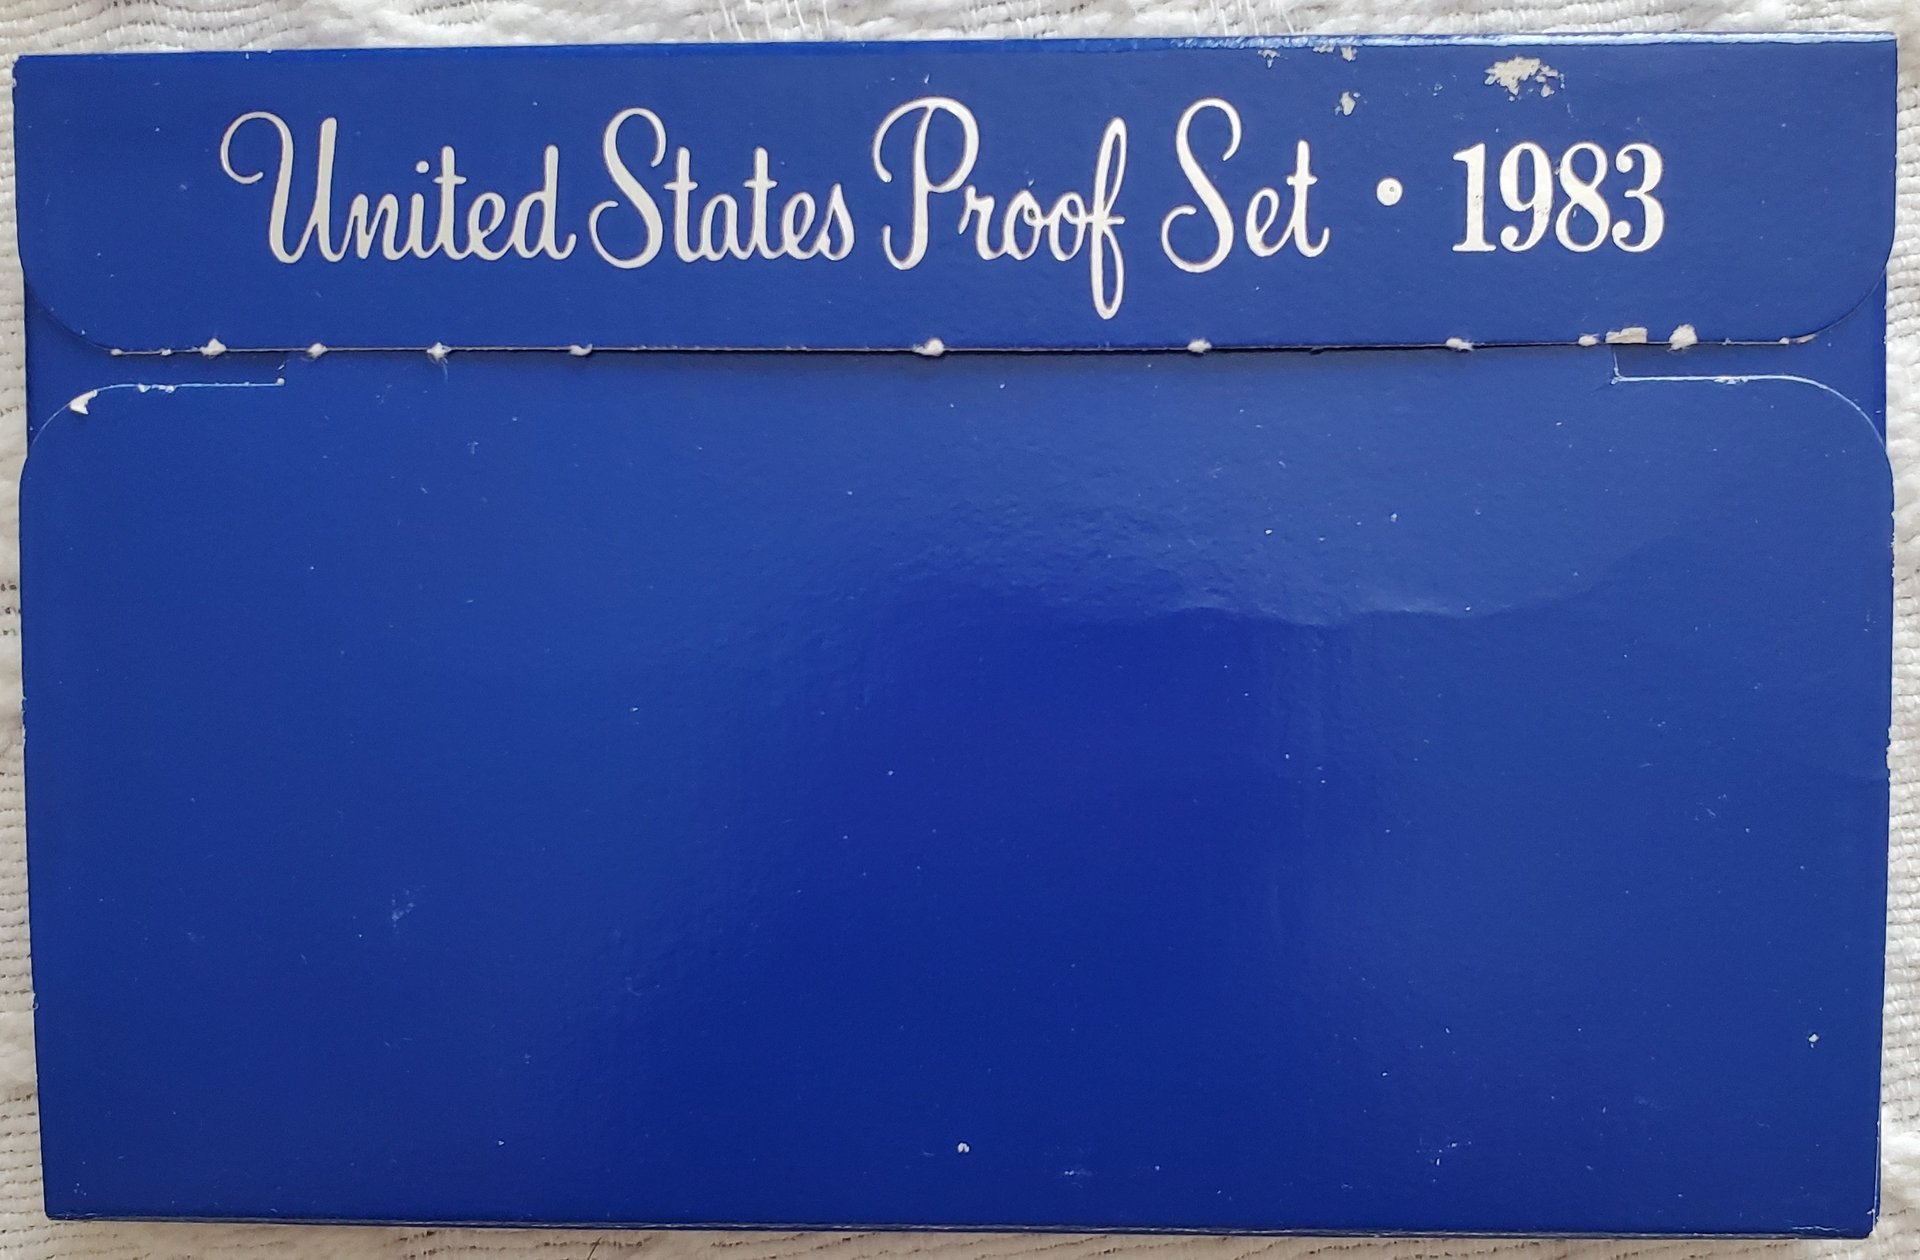 United States Proof Set • 1983